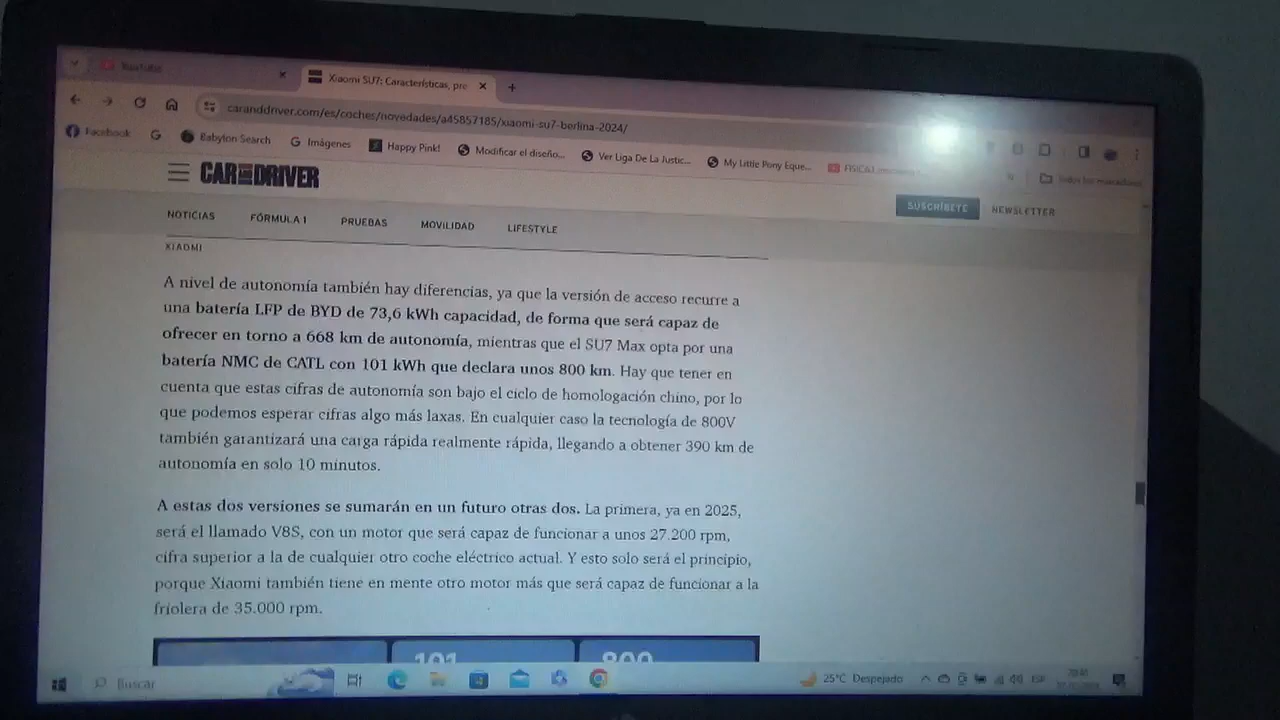 YouTube
Xiaomi SU7: Características, pre
caranddriver.com/es/coches/novedades/a45857185/xiaomi-su7-berlina-2024/
Facebook
Babylon Search
Imágenes
Happy Pink!
Modificar el diseño...
Ver Liga De La Justic...
My Little Pony Eque...
Todos los marcadores
CAR AND DRIVER
SUSCRÍBETE
NEWSLETTER
NOTICIAS
FÓRMULA 1
PRUEBAS
MOVILIDAD
LIFESTYLE
XIAOMI
A nivel de autonomía también hay diferencias, ya que la versión de acceso recurre a
una batería LFP de BYD de 73,6 kWh capacidad, de forma que será capaz de
ofrecer en torno a 668 km de autonomía, mientras que el SU7 Max opta por una
batería NMC de CATL con 101 kWh que declara unos 800 km. Hay que tener en
cuenta que estas cifras de autonomía son bajo el ciclo de homologación chino, por lo
que podemos esperar cifras algo más laxas. En cualquier caso la tecnología de 800V
también garantizará una carga rápida realmente rápida, llegando a obtener 390 km de
autonomía en solo 10 minutos.
A estas dos versiones se sumarán en un futuro otras dos. La primera, ya en 2025,
será el llamado V8S, con un motor que será capaz de funcionar a unos 27.200 rpm,
cifra superior a la de cualquier otro coche eléctrico actual. Y esto solo será el principio,
porque Xiaomi también tiene en mente otro motor más que será capaz de funcionar a la
friolera de 35.000 rpm.
101
800
Buscar
25°C Despejado
ESP